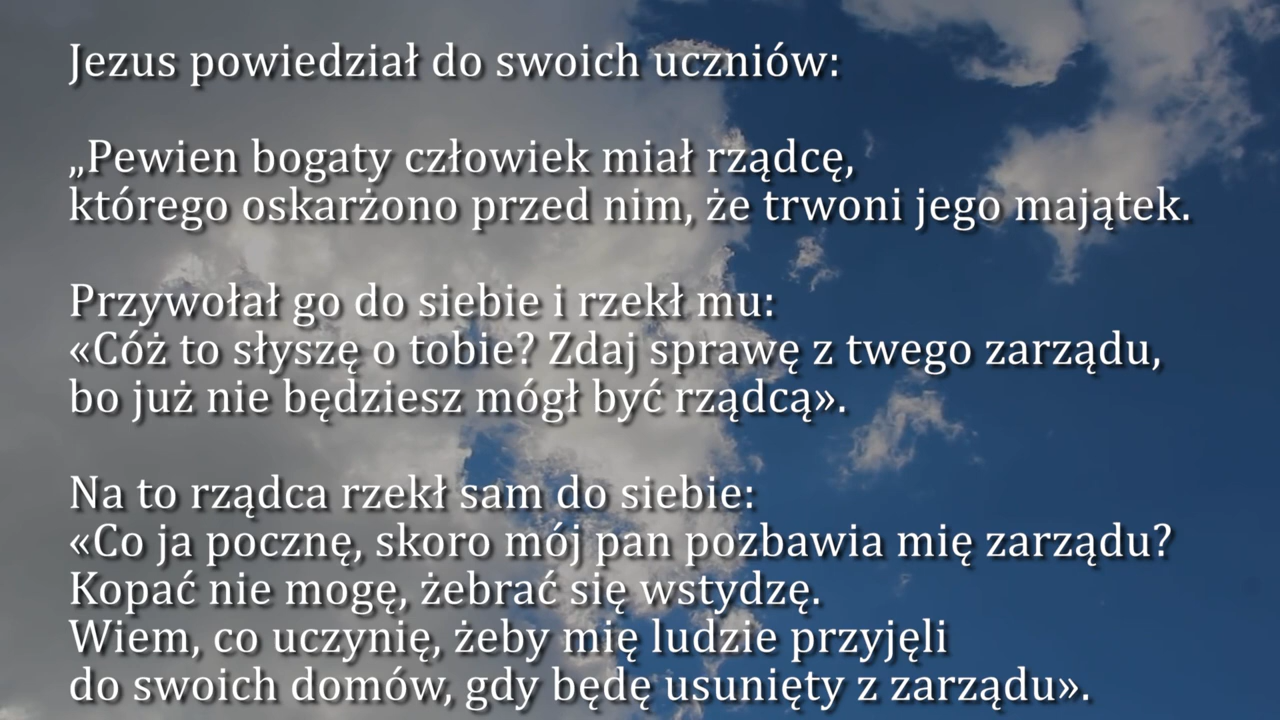 Jezus powiedział do swoich uczniów:
„Pewien bogaty człowiek miał rządcę,
którego oskarżono przed nim, że trwoni jego majątek.
Przywołał go do siebie i rzekł mu:
«Cóż to słyszę o tobie? Zdaj sprawę z twego zarządu,
bo już nie będziesz mógł być rządcą».
Na to rządca rzekł sam do siebie:
«Co ja pocznę, skoro mój pan pozbawia mię zarządu?
Kopać nie mogę, żebrać się wstydzę.
Wiem, co uczynię, żeby mię ludzie przyjęli
do swoich domów, gdy będę usunięty z zarządu».